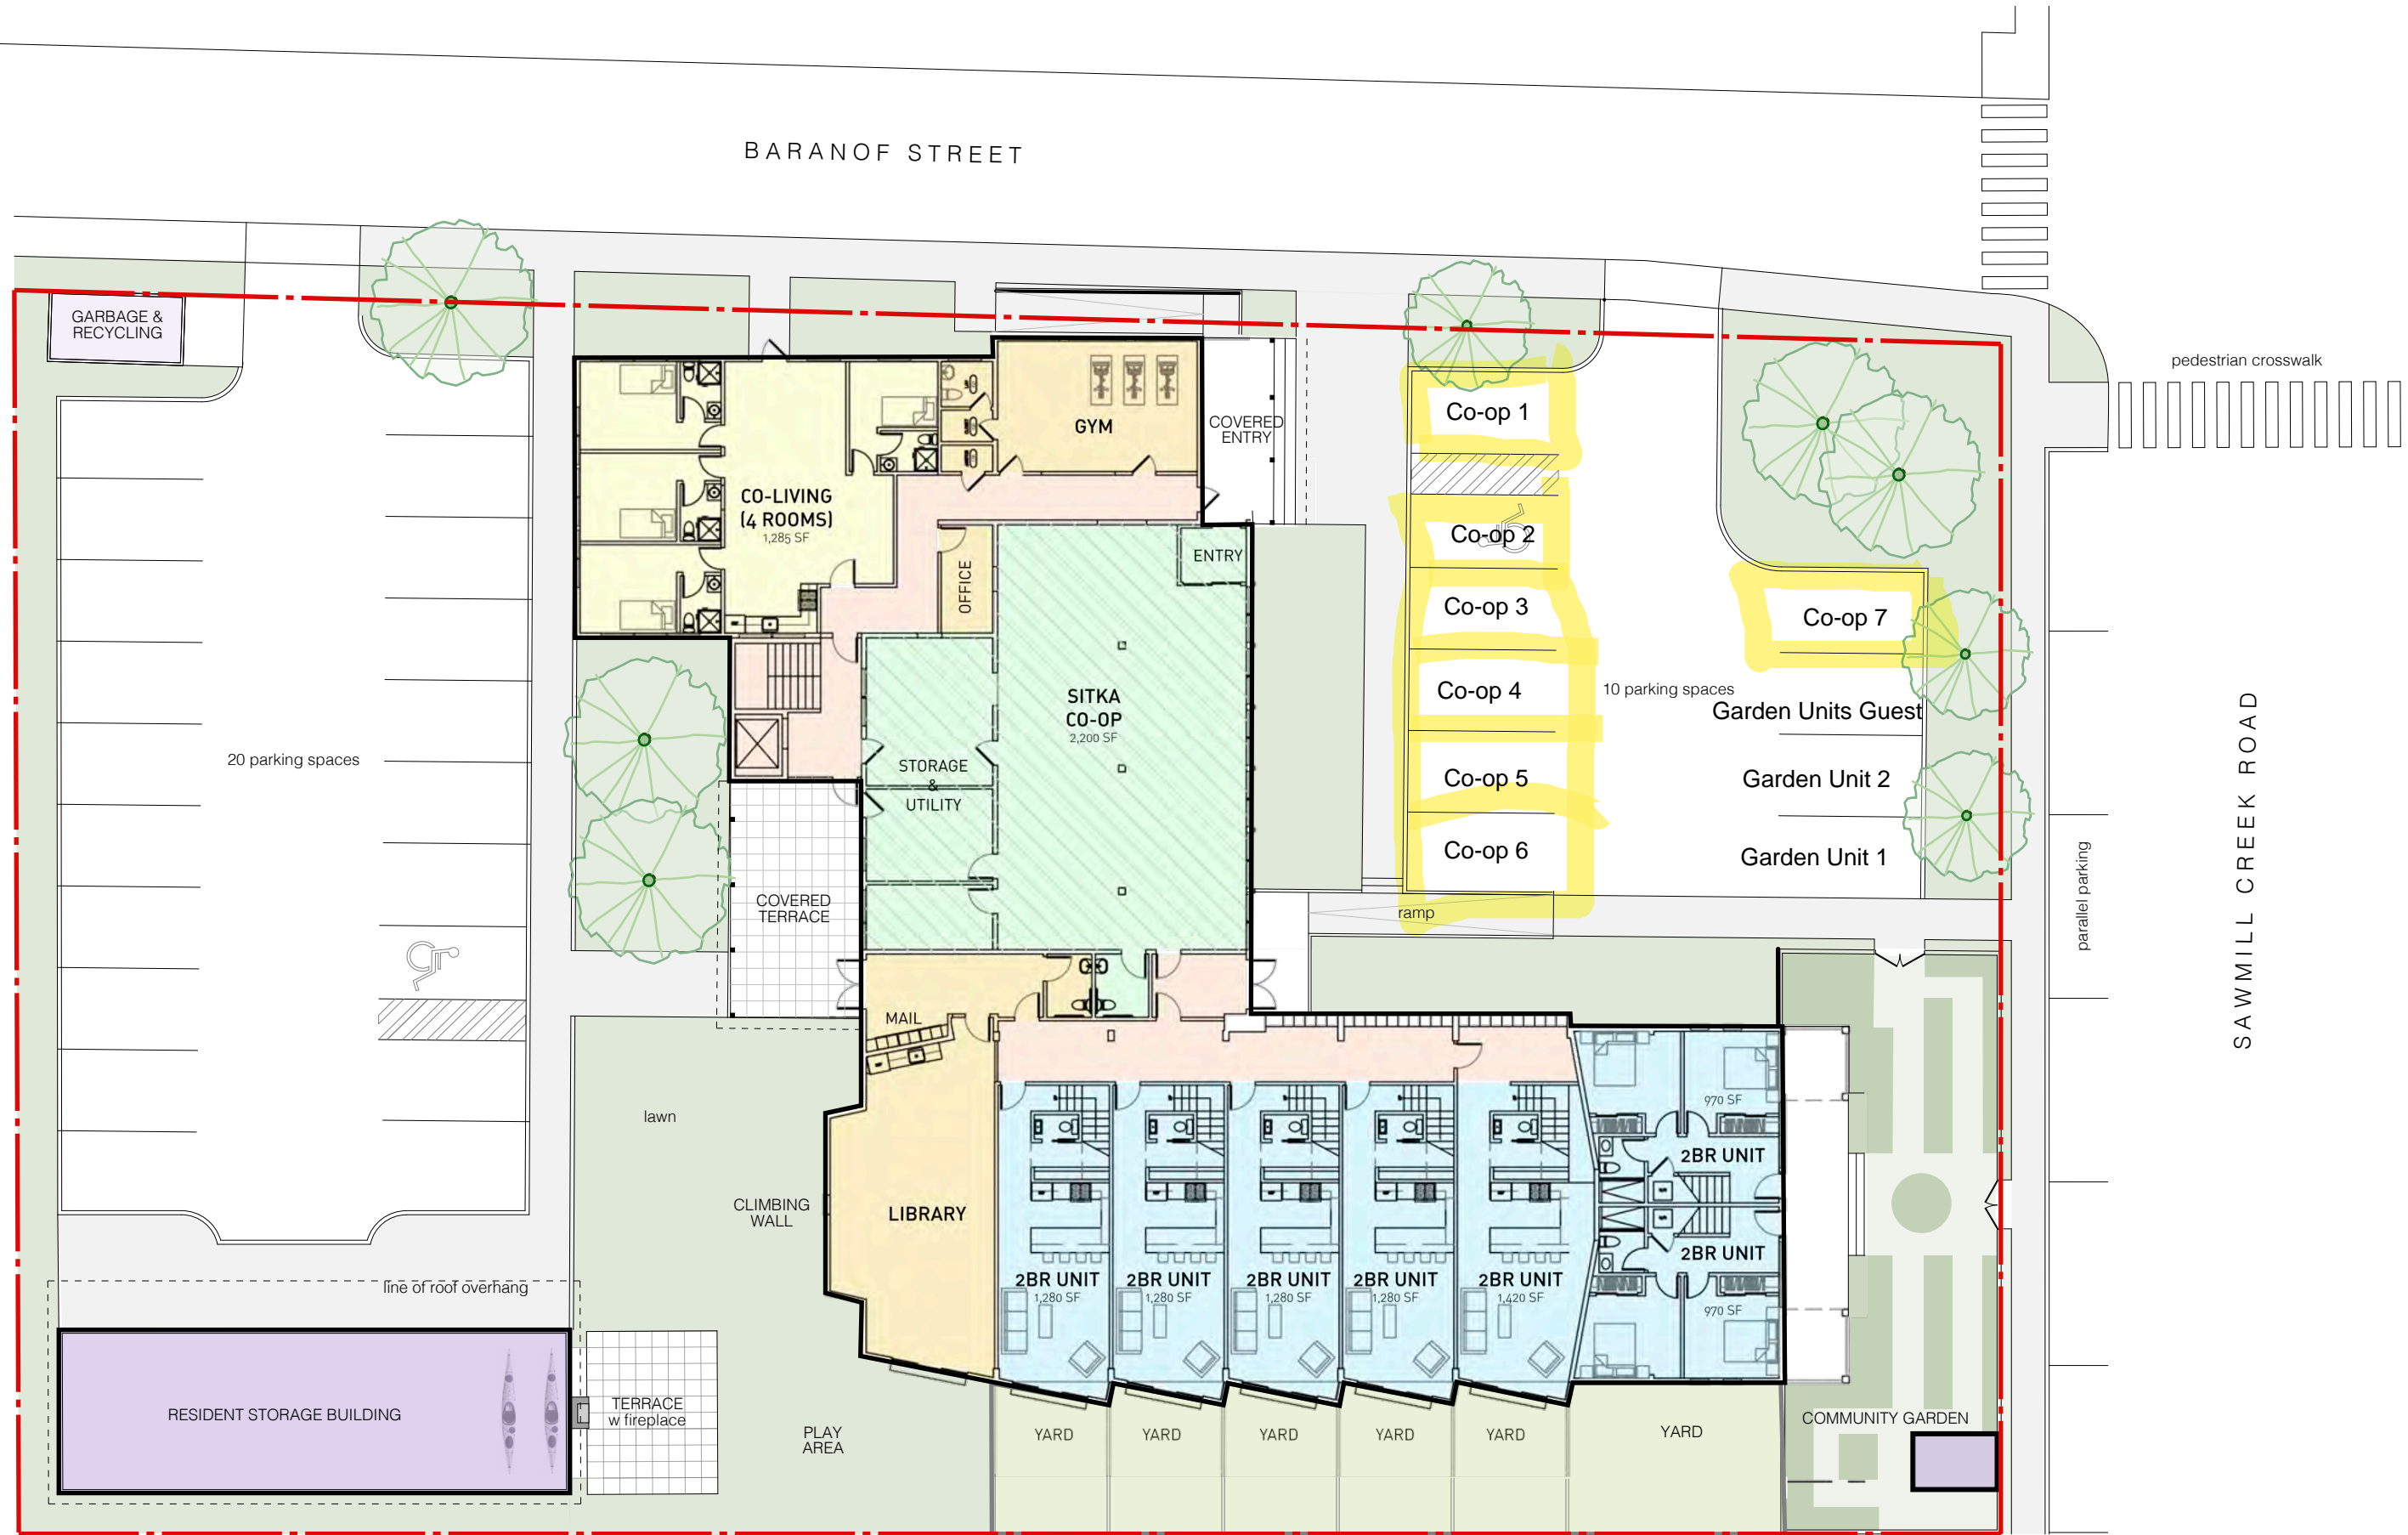 BARANOF STREET
GARBAGE &
RECYCLING
pedestrian crosswalk
Co-op 1
GYM
COVERED
ENTRY
CO-LIVING
(4 ROOMS)
1,285 SF
Co-op 2
ENTRY
OFFICE
Co-op 3
Co-op 7
SITKA
CO-OP
2,200 SF
Co-op 4
10 parking spaces
Garden Units Guest
20 parking spaces
STORAGE
&
UTILITY
Co-op 5
Garden Unit 2
Co-op 6
Garden Unit 1
SAWMILL CREEK ROAD
parallel parking
COVERED
TERRACE
ramp
MAIL
lawn
970 SF
2BR UNIT
CLIMBING
WALL
LIBRARY
2BR UNIT
line of roof overhang
2BR UNIT
1,280 SF
2BR UNIT
1,280 SF
2BR UNIT
1,280 SF
2BR UNIT
1,280 SF
2BR UNIT
1,420 SF
970 SF
RESIDENT STORAGE BUILDING
TERRACE
w fireplace
PLAY
AREA
YARD
YARD
YARD
YARD
YARD
YARD
COMMUNITY GARDEN